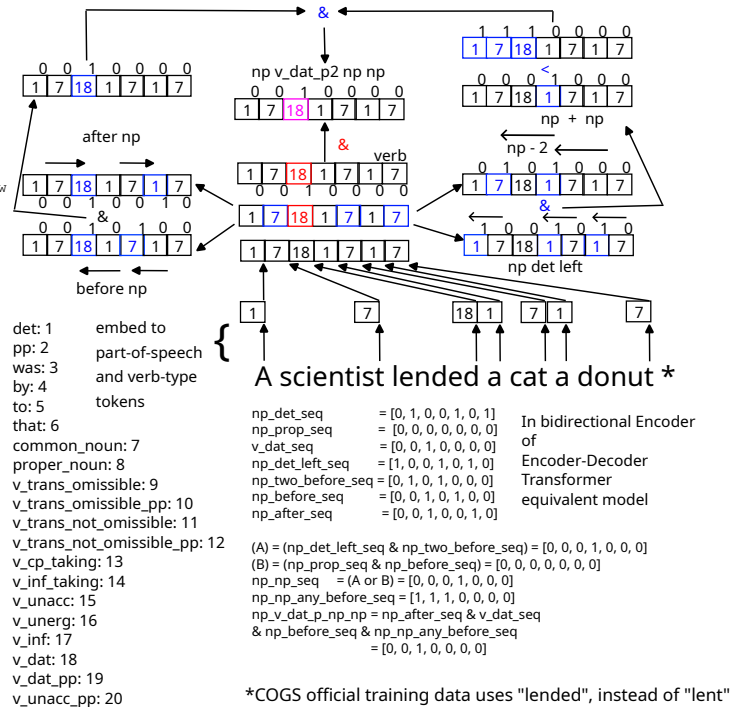 &
1 1 1 0 0 0 0
1 7 18 1 7 1 7
<
0 0 0 1 0 0 0
1 7 18 1 7 1 7
np + np
0 0 1 0 0 0 0
1 7 18 1 7 1 7
np v_dat_p2 np np
0 0 1 0 0 0 0
1 7 18 1 7 1 7
after np
&
verb
np - 2
0 1 0 1 0 0 0
1 7 18 1 7 1 7
1 7 18 1 7 1 7
0 0 1 0 0 1 0
1 7 18 1 7 1 7
0 0 1 0 0 0 0
w
&
&
1 7 18 1 7 1 7
0 0 1 0 1 0 0
1 7 18 1 7 1 7
1 0 0 1 0 1 0
1 7 18 1 7 1 7
1 7 18 1 7 1 7
np det left
before np
1 7 18 1 7 1 7
A scientist lended a cat a donut *
embed to
part-of-speech
and verb-type
tokens
{
det: 1
pp: 2
was: 3
by: 4
to: 5
that: 6
common_noun: 7
proper_noun: 8
v_trans_omissible: 9
v_trans_omissible_pp: 10
v_trans_not_omissible: 11
v_trans_not_omissible_pp: 12
v_cp_taking: 13
v_inf_taking: 14
v_unacc: 15
v_unerg: 16
v_inf: 17
v_dat: 18
v_dat_pp: 19
v_unacc_pp: 20
np_det_seq = [0, 1, 0, 0, 1, 0, 1]
np_prop_seq = [0, 0, 0, 0, 0, 0, 0]
v_dat_seq = [0, 0, 1, 0, 0, 0, 0]
np_det_left_seq = [1, 0, 0, 1, 0, 1, 0]
np_two_before_seq = [0, 1, 0, 1, 0, 0, 0]
np_before_seq = [0, 0, 1, 0, 1, 0, 0]
np_after_seq = [0, 0, 1, 0, 0, 1, 0]
In bidirectional Encoder
of
Encoder-Decoder
Transformer
equivalent model
(A) = (np_det_left_seq & np_two_before_seq) = [0, 0, 0, 1, 0, 0, 0]
(B) = (np_prop_seq & np_before_seq) = [0, 0, 0, 0, 0, 0, 0]
np_np_seq = (A or B) = [0, 0, 0, 1, 0, 0, 0]
np_np_any_before_seq = [1, 1, 1, 0, 0, 0, 0]
np_v_dat_p_np_np = np_after_seq & v_dat_seq
& np_before_seq & np_np_any_before_seq
= [0, 0, 1, 0, 0, 0, 0]
*COGS official training data uses "lended", instead of "lent"